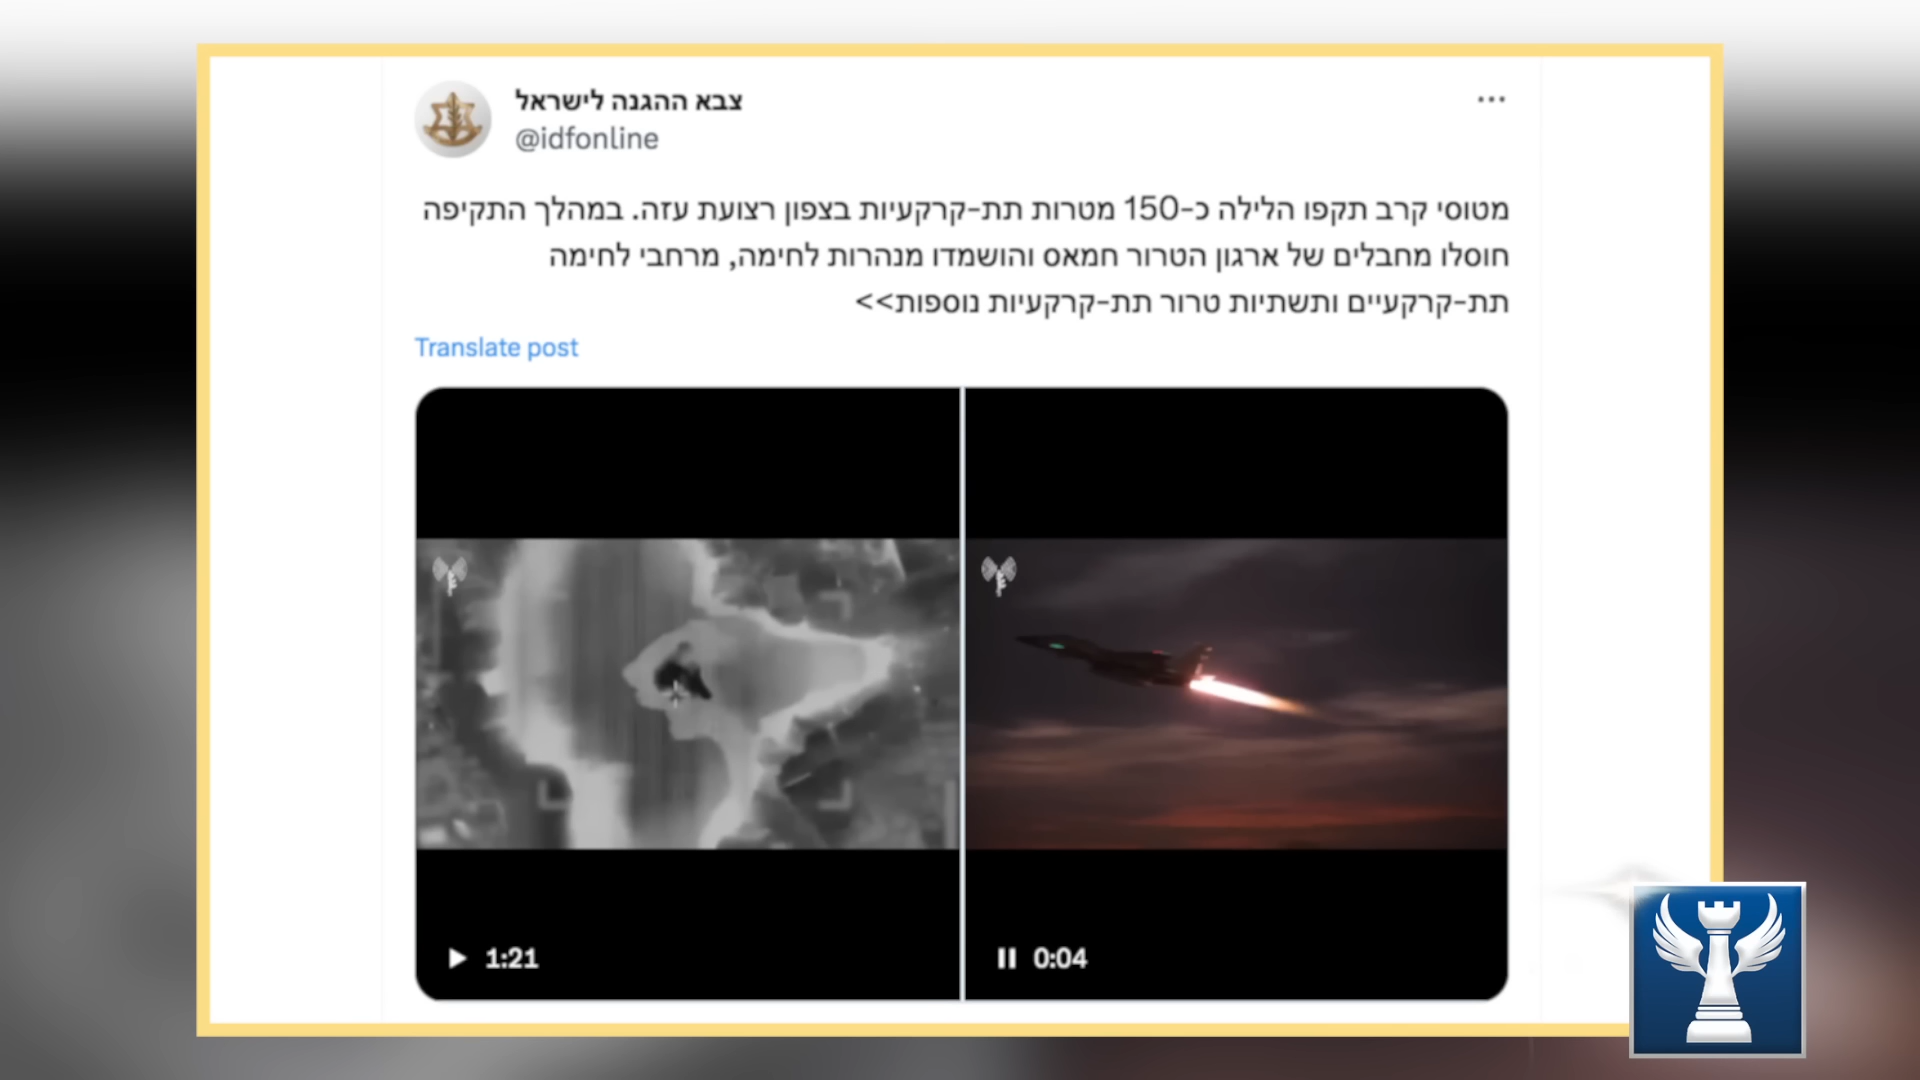 צבא ההגנה לישראל
@idfonline
מטוסי קרב תקפו הלילה כ-150 מטרות תת-קרקעיות בצפון רצועת עזה. במהלך התקיפה
חוסלו מחבלים של ארגון הטרור חמאס והושמדו מנהרות לחימה, מרחבי לחימה
תת-קרקעיים ותשתיות טרור תת-קרקעיות נוספות>>
Translate post
1:21
0:04